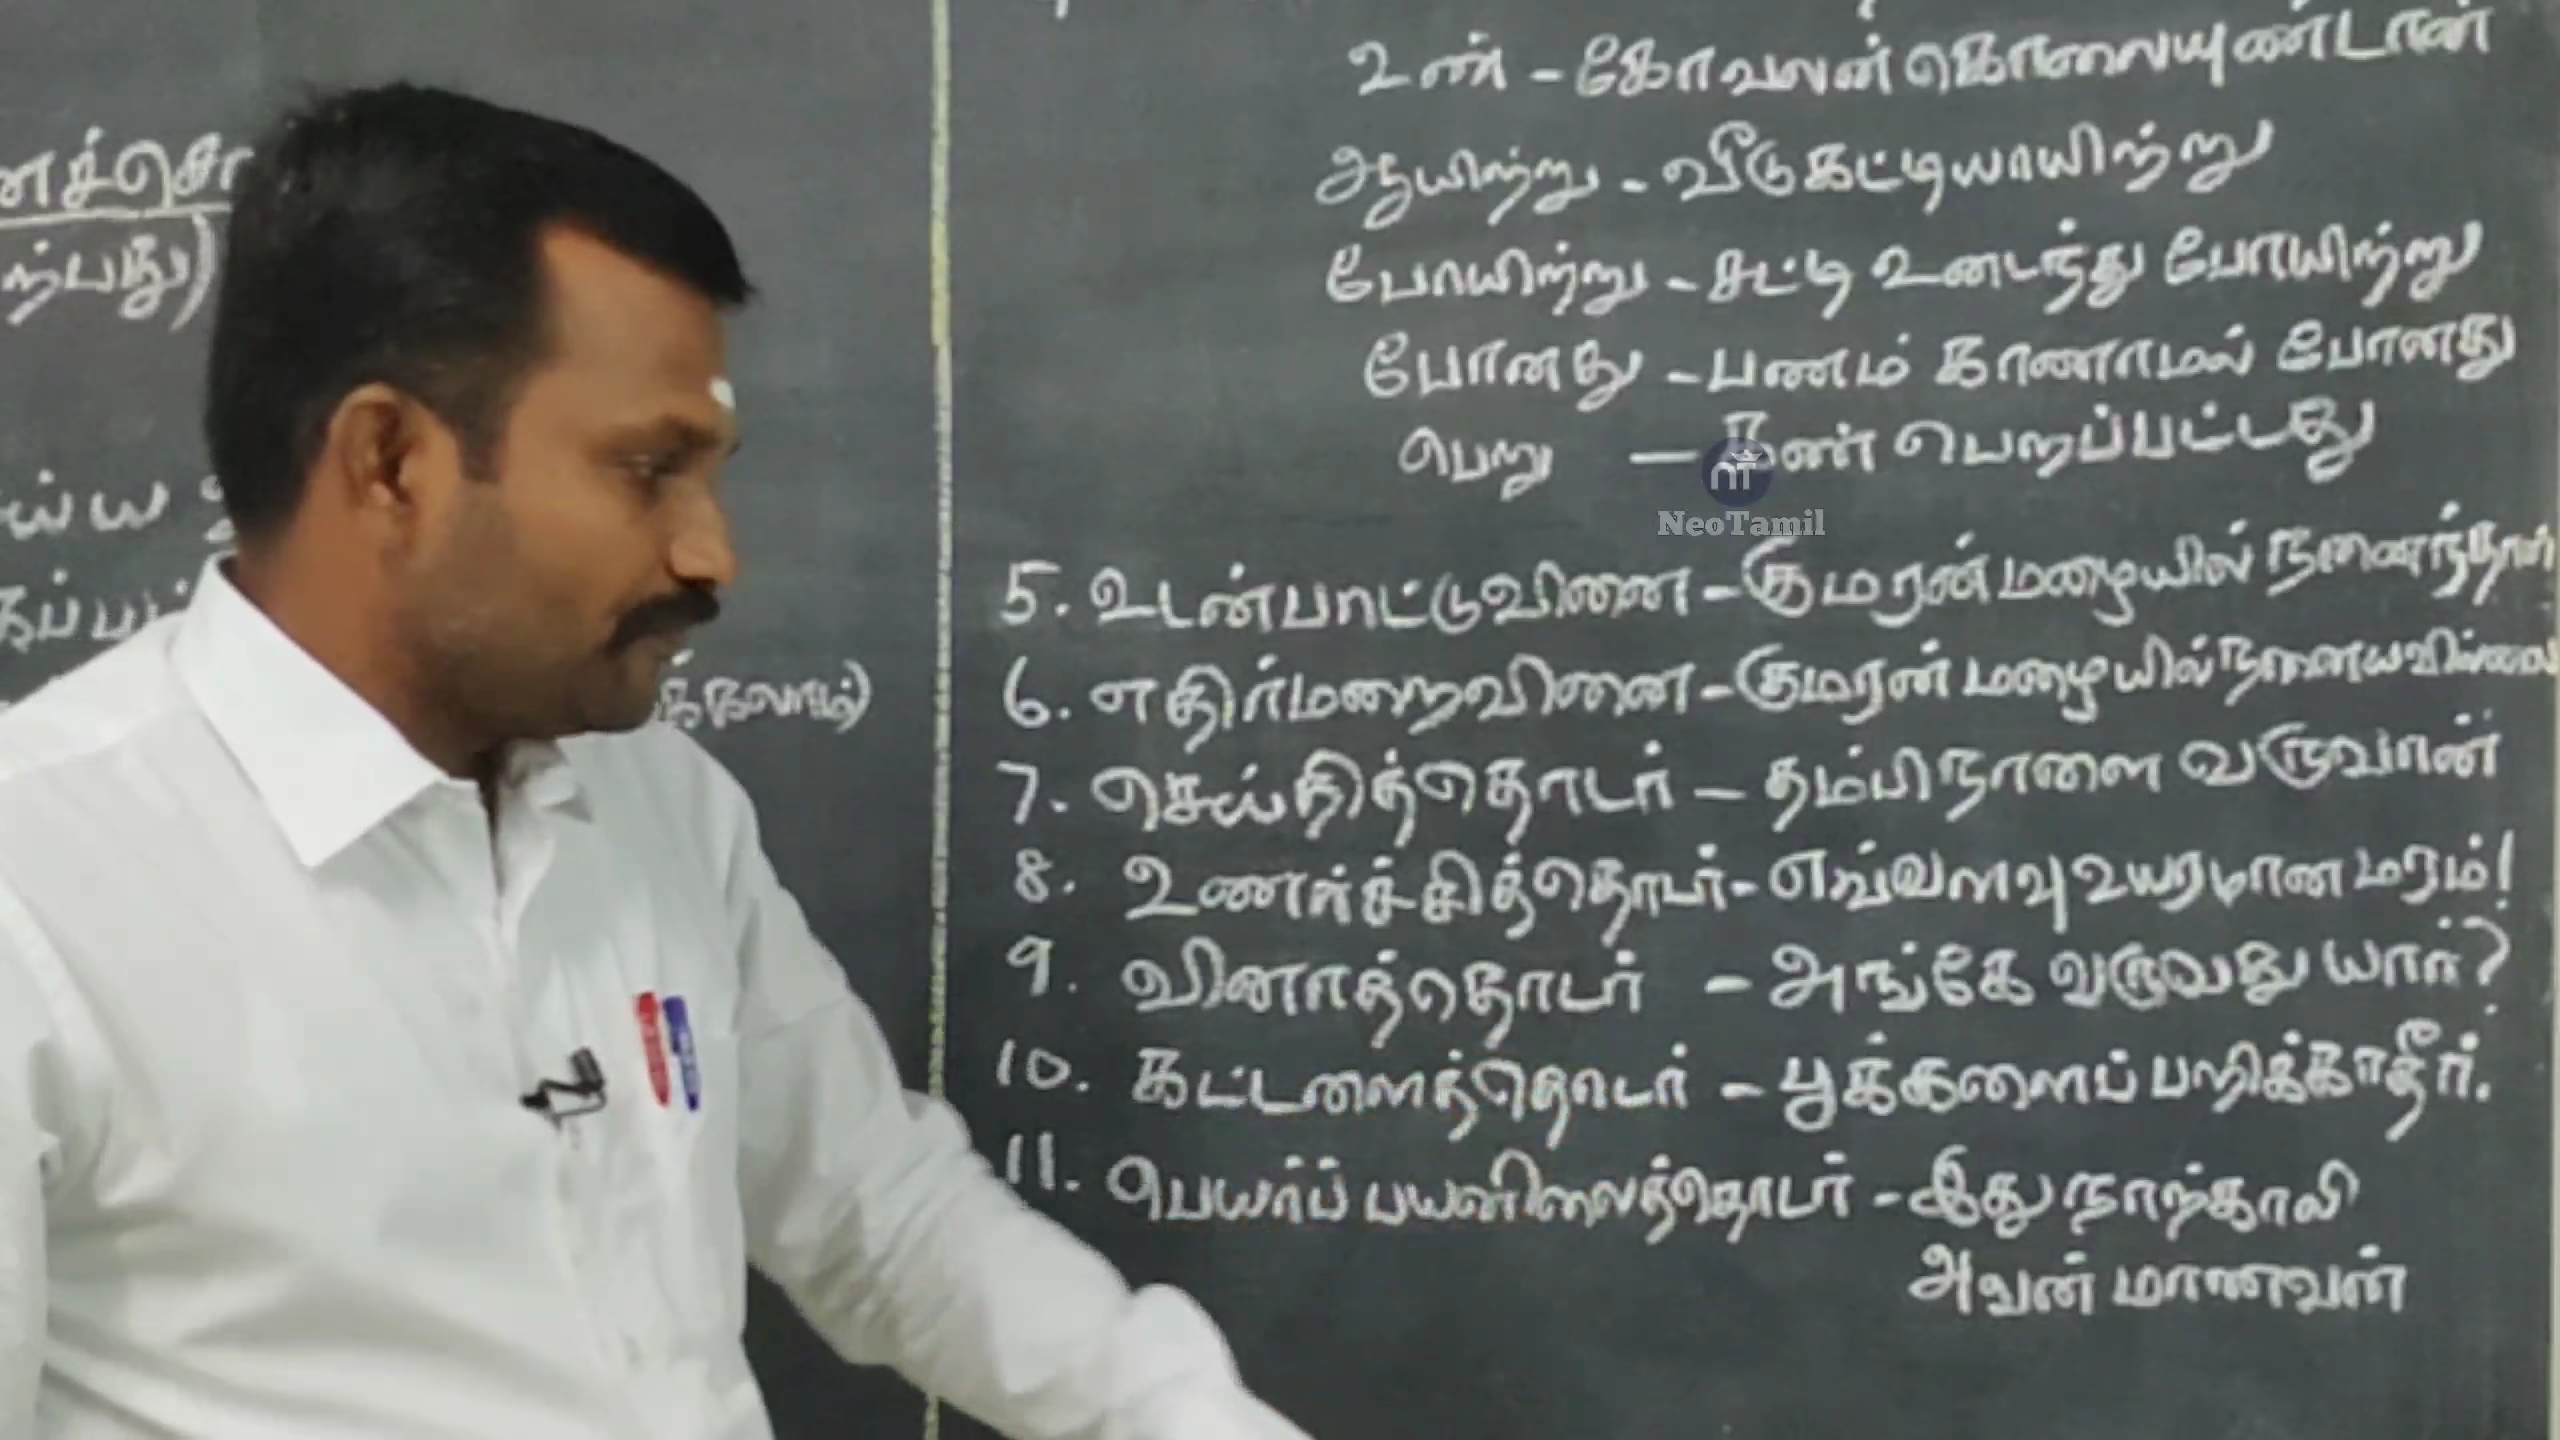 உண் - கோவலன் கொலையுண்டான்
ஆயிற்று - வீடு கட்டியாயிற்று
போயிற்று - சட்டி உடைந்து போயிற்று
போனது - பணம் காணாமல் போனது
பெறு - தூண் பெறப்பட்டது
NeoTamil
5. உடன்பாட்டுவினை - குமரன் மழையில் நனைந்தான்
6. எதிர்மறைவினை - குமரன் மழையில் நனையவில்லை
7. செய்தித்தொடர் - தம்பி நாளை வருவான்
8. உணர்ச்சித்தொடர் - எவ்வளவு உயரமான மரம்!
9. வினாத்தொடர் - அங்கே வருவது யார்?
10. கட்டளைத்தொடர் - பூக்களைப் பறிக்காதீர்.
11. பெயர்ப் பயனிலைத்தொடர் - இது நாற்காலி
அவன் மாணவன்